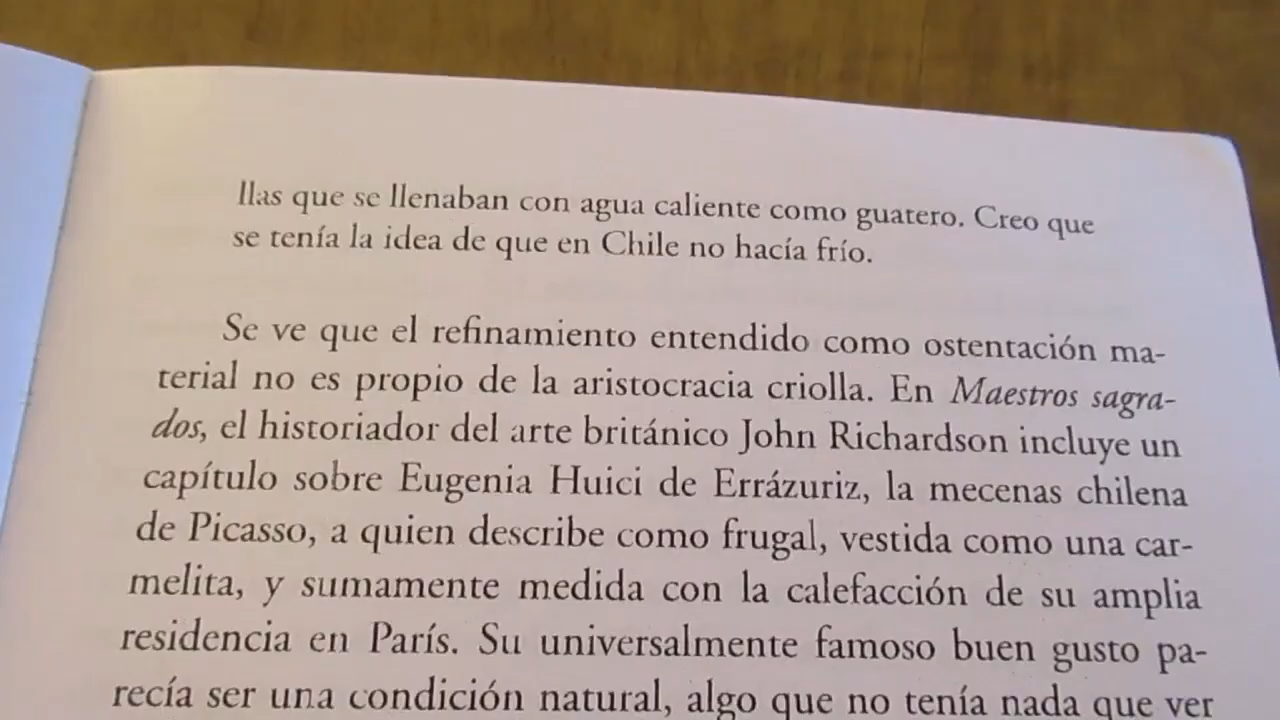 llas que se llenaban con agua caliente como guatero. Creo que
se tenía la idea de que en Chile no hacía frío.
Se ve que el refinamiento entendido como ostentación ma-
terial no es propio de la aristocracia criolla. En Maestros sagra-
dos, el historiador del arte británico John Richardson incluye un
capítulo sobre Eugenia Huici de Errázuriz, la mecenas chilena
de Picasso, a quien describe como frugal, vestida como una car-
melita, y sumamente medida con la calefacción de su amplia
residencia en París. Su universalmente famoso buen gusto pa-
recía ser una condición natural, algo que no tenía nada que ver